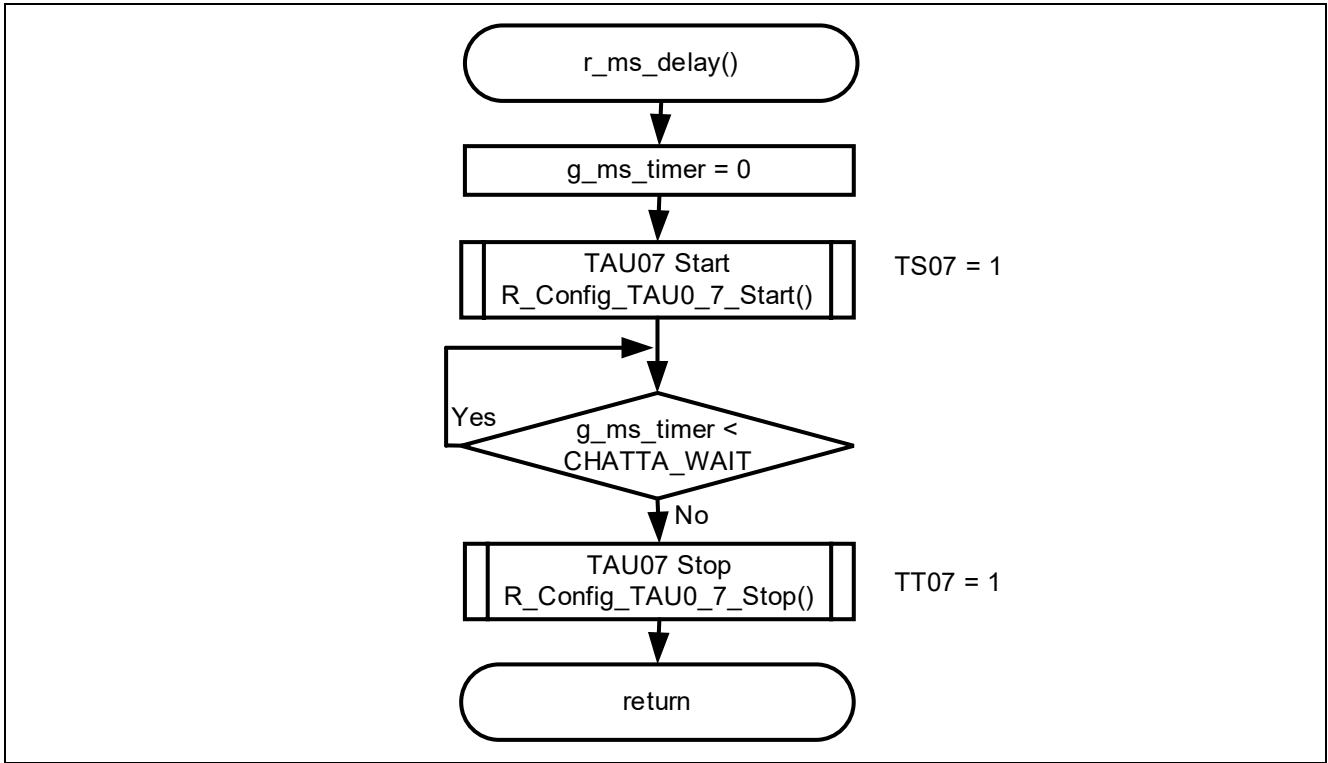 r_ms_delay()
g_ms_timer = 0
TAU07 Start
R_Config_TAU0_7_Start()
TS07 = 1
Yes
g_ms_timer <
CHATTA_WAIT
No
TAU07 Stop
R_Config_TAU0_7_Stop()
TT07 = 1
return